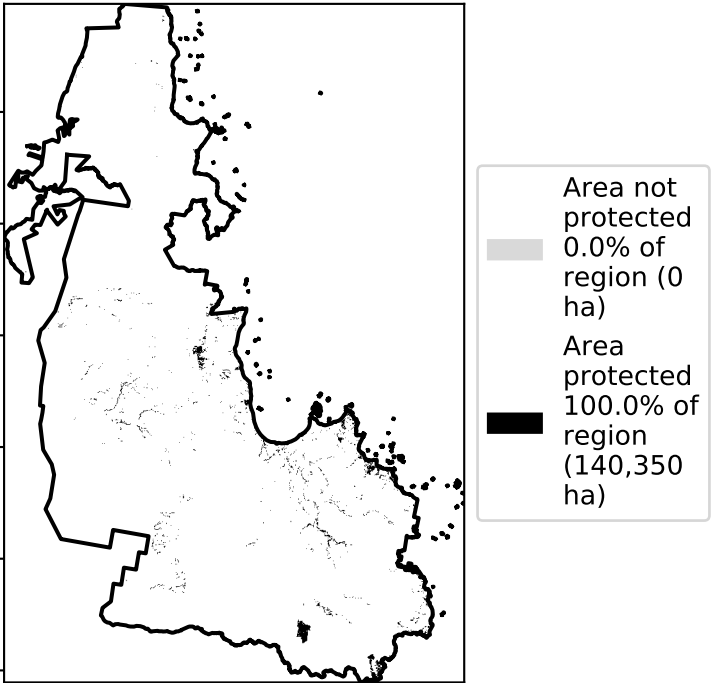 Area not
protected
0.0% of
region (0
ha)
Area
protected
100.0% of
region
(140,350
ha)